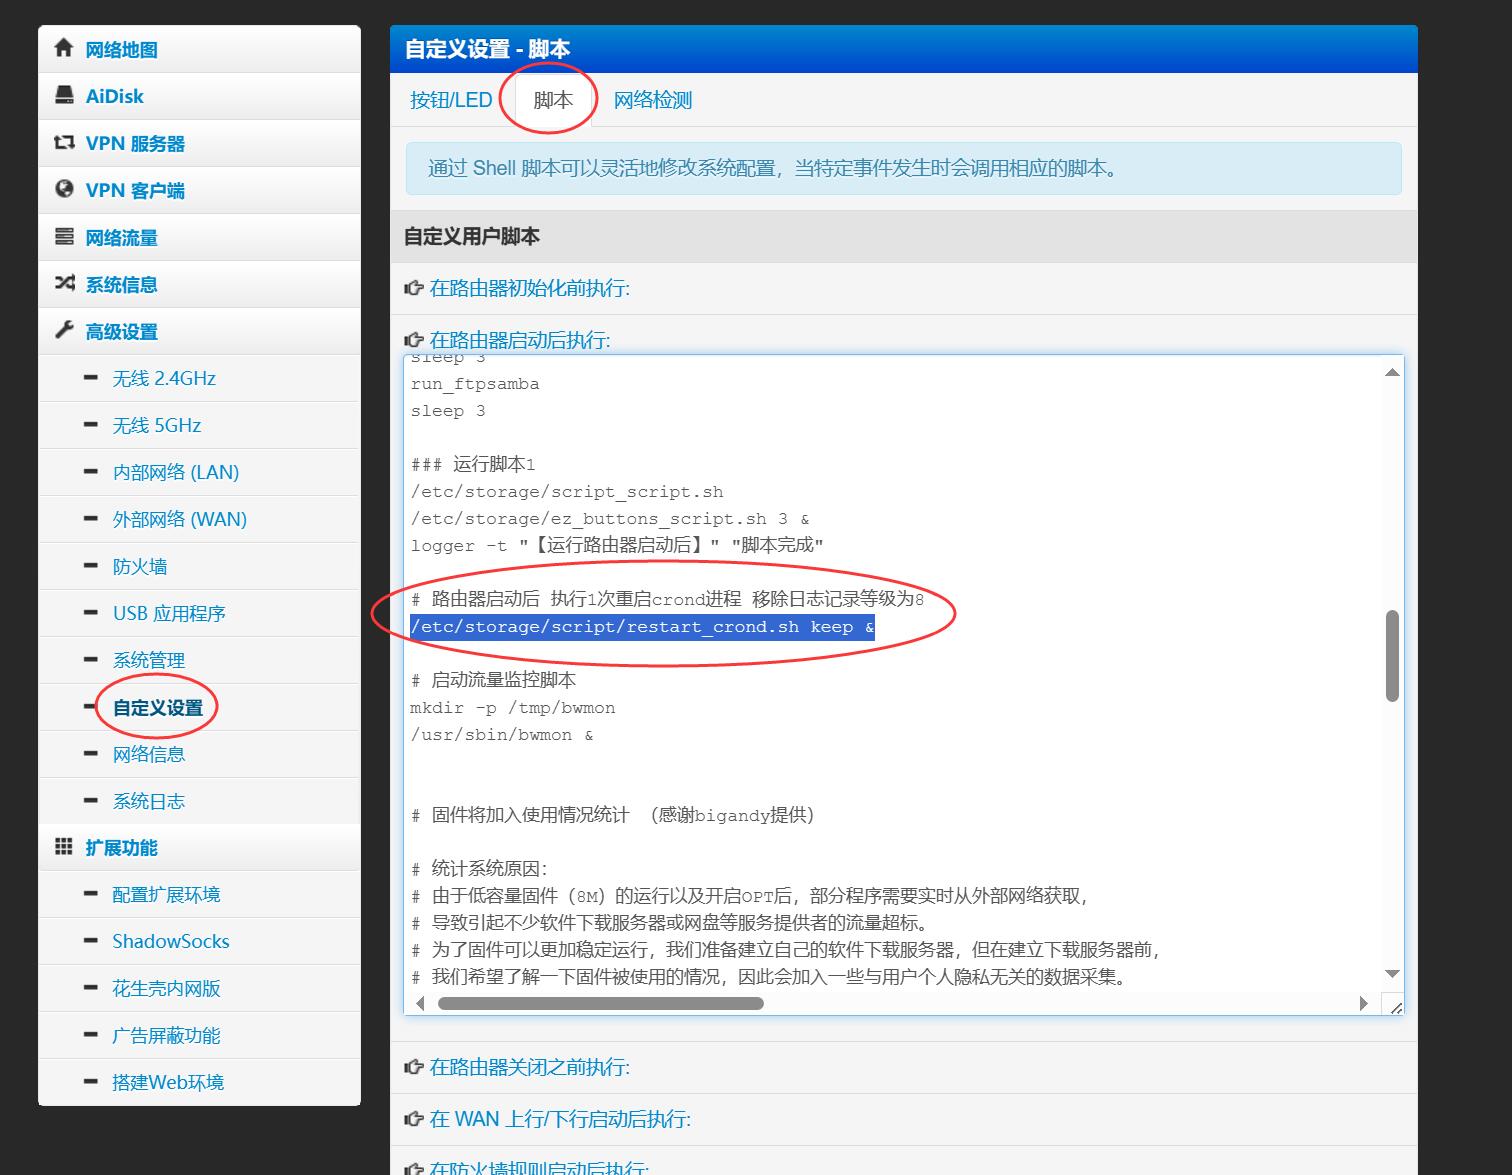 网络地图
AiDisk
VPN 服务器
VPN 客户端
网络流量
系统信息
高级设置
无线 2.4GHz
无线 5GHz
内部网络 (LAN)
外部网络 (WAN)
防火墙
USB 应用程序
系统管理
自定义设置
网络信息
系统日志
扩展功能
配置扩展环境
ShadowSocks
花生壳内网版
广告屏蔽功能
搭建Web环境
自定义设置 - 脚本
按钮/LED 脚本 网络检测
通过 Shell 脚本可以灵活地修改系统配置，当特定事件发生时会调用相应的脚本。
自定义用户脚本
在路由器初始化前执行:
在路由器启动后执行:
sleep 3
run_ftpsamba
sleep 3
### 运行脚本1
/etc/storage/script_script.sh
/etc/storage/ez_buttons_script.sh 3 &
logger -t "【运行路由器启动后】" "脚本完成"
# 路由器启动后 执行1次重启crond进程 移除日志记录等级为8
/etc/storage/script/restart_crond.sh keep &
# 启动流量监控脚本
mkdir -p /tmp/bwmon
/usr/sbin/bwmon &
# 固件将加入使用情况统计 （感谢bigandy提供）
# 统计系统原因：
# 由于低容量固件（8M）的运行以及开启OPT后，部分程序需要实时从外部网络获取，
# 导致引起不少软件下载服务器或网盘等服务提供者的流量超标。
# 为了固件可以更加稳定运行，我们准备建立自己的软件下载服务器，但在建立下载服务器前，
# 我们希望了解一下固件被使用的情况，因此会加入一些与用户个人隐私无关的数据采集。
在路由器关闭之前执行:
在 WAN 上行/下行启动后执行:
在防火墙规则启动后执行: